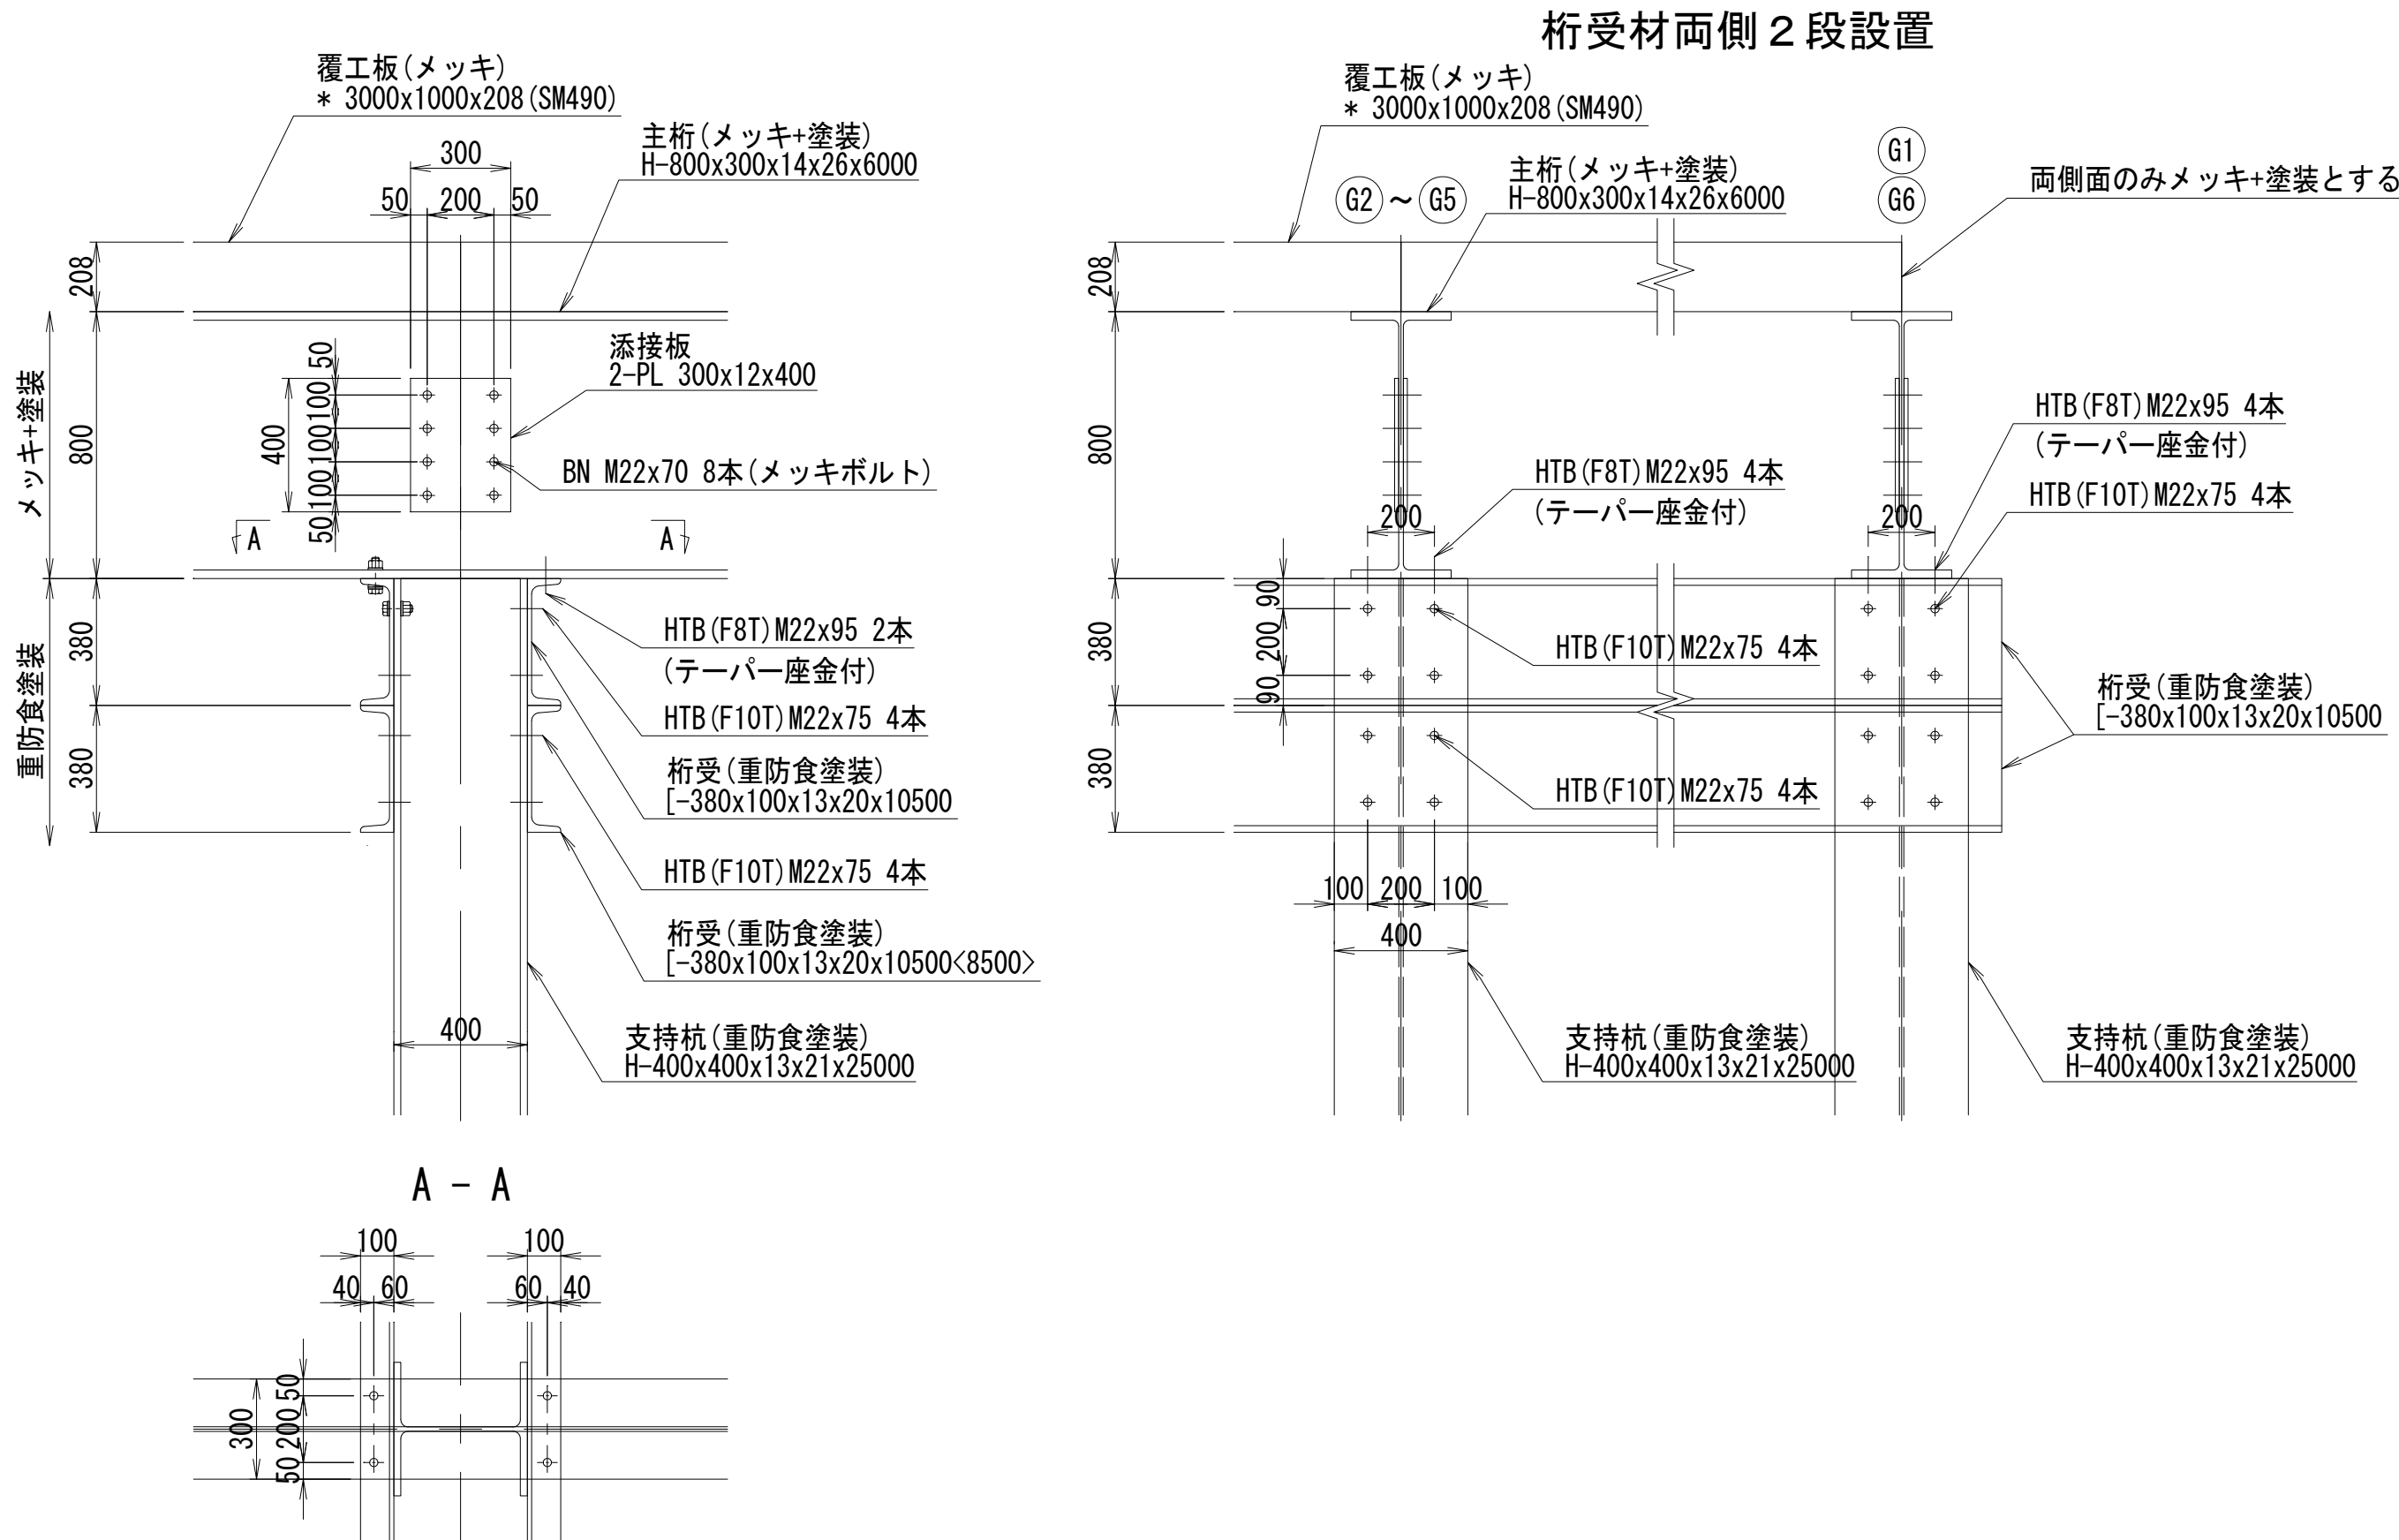 桁受材両側２段設置
覆工板(メッキ)
* 3000x1000x208(SM490)
主桁(メッキ+塗装)
H-800x300x14x26x6000
300
50
200
50
208
800
メッキ+塗装
添接板
2-PL 300x12x400
50
100
100
100
50
400
BN M22x70 8本(メッキボルト)
A
A
380
380
重防食塗装
HTB(F8T)M22x95 2本
(テーパー座金付)
HTB(F10T)M22x75 4本
桁受(重防食塗装)
[-380x100x13x20x10500
HTB(F10T)M22x75 4本
桁受(重防食塗装)
[-380x100x13x20x10500<8500>
400
支持杭(重防食塗装)
H-400x400x13x21x25000
A - A
100
100
40
60
60
40
50
200
50
300
覆工板(メッキ)
* 3000x1000x208(SM490)
G2 ～ G5
主桁(メッキ+塗装)
H-800x300x14x26x6000
G1
G6
両側面のみメッキ+塗装とする
208
800
HTB(F8T)M22x95 4本
(テーパー座金付)
HTB(F8T)M22x95 4本
(テーパー座金付)
HTB(F10T)M22x75 4本
200
200
90
200
90
380
380
HTB(F10T)M22x75 4本
HTB(F10T)M22x75 4本
桁受(重防食塗装)
[-380x100x13x20x10500
100
200
100
400
支持杭(重防食塗装)
H-400x400x13x21x25000
支持杭(重防食塗装)
H-400x400x13x21x25000